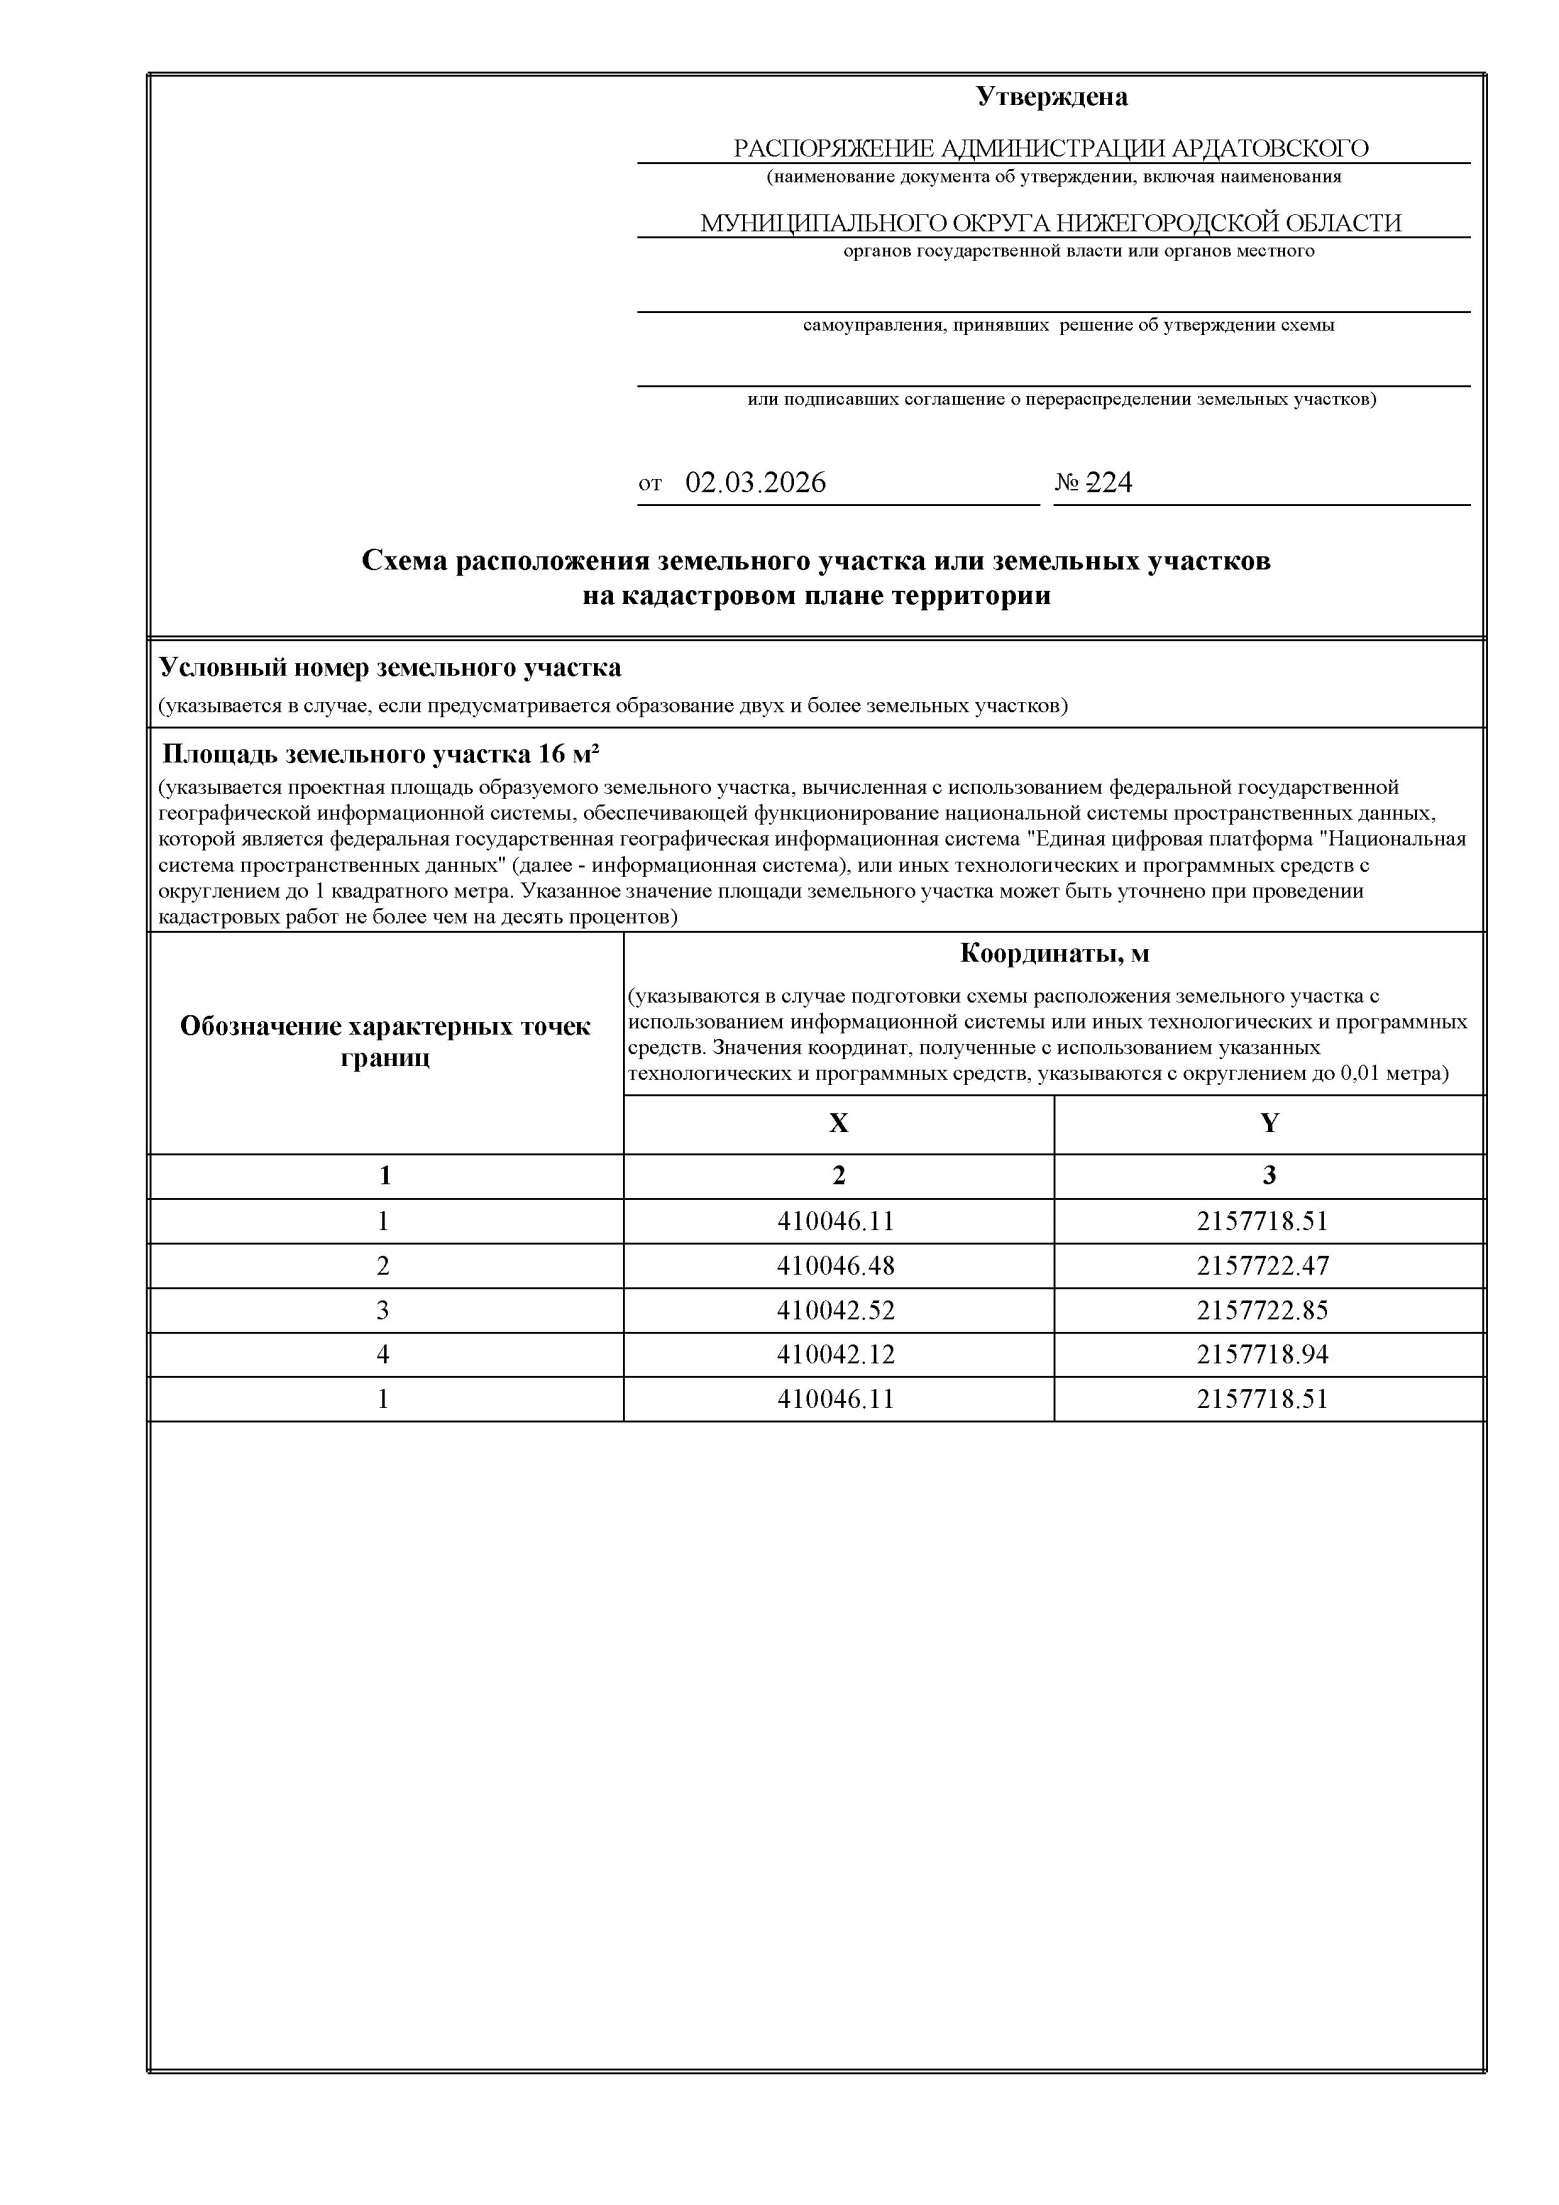 Утверждена
РАСПОРЯЖЕНИЕ АДМИНИСТРАЦИИ АРДАТОВСКОГО
(наименование документа об утверждении, включая наименования
МУНИЦИПАЛЬНОГО ОКРУГА НИЖЕГОРОДСКОЙ ОБЛАСТИ
органов государственной власти или органов местного
самоуправления, принявших решение об утверждении схемы
или подписавших соглашение о перераспределении земельных участков)
от 02.03.2026 № 224
Схема расположения земельного участка или земельных участков
на кадастровом плане территории
Условный номер земельного участка
(указывается в случае, если предусматривается образование двух и более земельных участков)
Площадь земельного участка 16 м²
(указывается проектная площадь образуемого земельного участка, вычисленная с использованием федеральной государственной
географической информационной системы, обеспечивающей функционирование национальной системы пространственных данных,
которой является федеральная государственная географическая информационная система "Единая цифровая платформа "Национальная
система пространственных данных" (далее - информационная система), или иных технологических и программных средств с
округлением до 1 квадратного метра. Указанное значение площади земельного участка может быть уточнено при проведении
кадастровых работ не более чем на десять процентов)
Обозначение характерных точек
границ
Координаты, м
(указываются в случае подготовки схемы расположения земельного участка с
использованием информационной системы или иных технологических и программных
средств. Значения координат, полученные с использованием указанных
технологических и программных средств, указываются с округлением до 0,01 метра)
X Y
1 2 3
1 410046.11 2157718.51
2 410046.48 2157722.47
3 410042.52 2157722.85
4 410042.12 2157718.94
1 410046.11 2157718.51